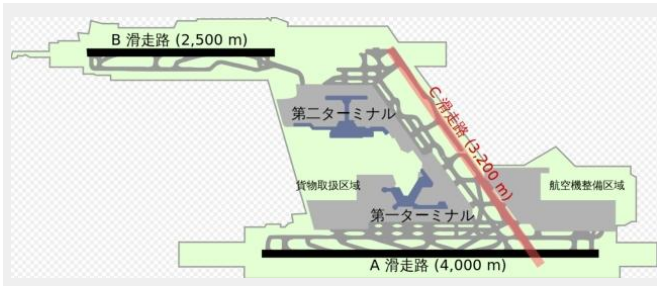 B 滑走路 (2,500 m)
C 滑走路 (3,200 m)
第二ターミナル
貨物取扱区域
航空機整備区域
第一ターミナル
A 滑走路 (4,000 m)